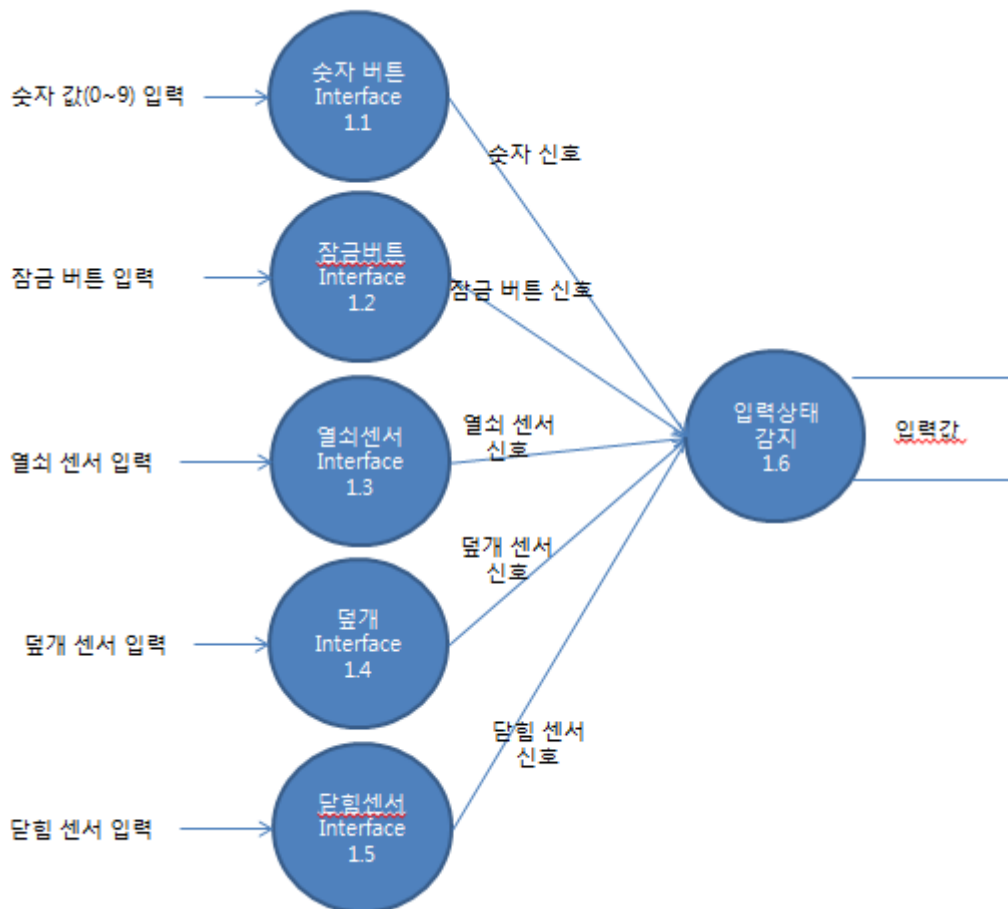 숫자 값(0~9) 입력
숫자 버튼
Interface
1.1
숫자 신호
잠금 버튼 입력
잠금버튼
Interface
1.2
잠금 버튼 신호
열쇠 센서 입력
열쇠센서
Interface
1.3
열쇠 센서
신호
입력상태
감지
1.6
입력값
덮개 센서 입력
덮개
Interface
1.4
덮개 센서
신호
닫힘 센서 입력
닫힘센서
Interface
1.5
닫힘 센서
신호